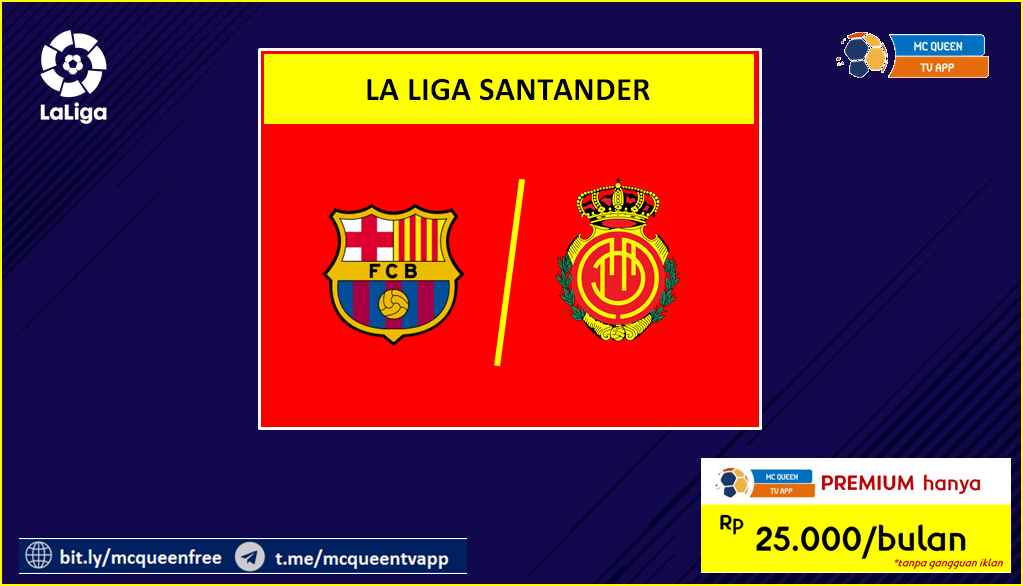 LaLiga
MC QUEEN
TV APP
LA LIGA SANTANDER
FCB
MC QUEEN
TV APP
PREMIUM hanya
Rp 25.000/bulan
*tanpa gangguan iklan
bit.ly/mcqueenfree
t.me/mcqueentvapp